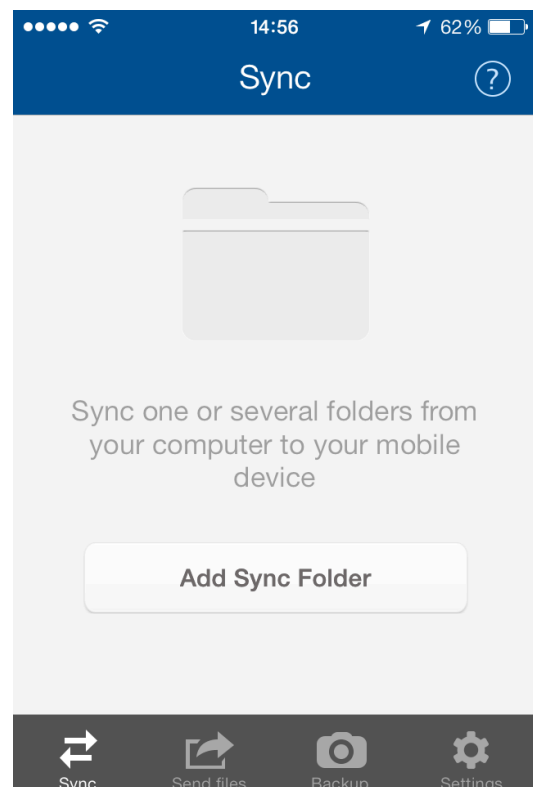 14:56 62%
Sync ?
Sync one or several folders from
your computer to your mobile
device
Add Sync Folder
Sync Send files Backup Settings